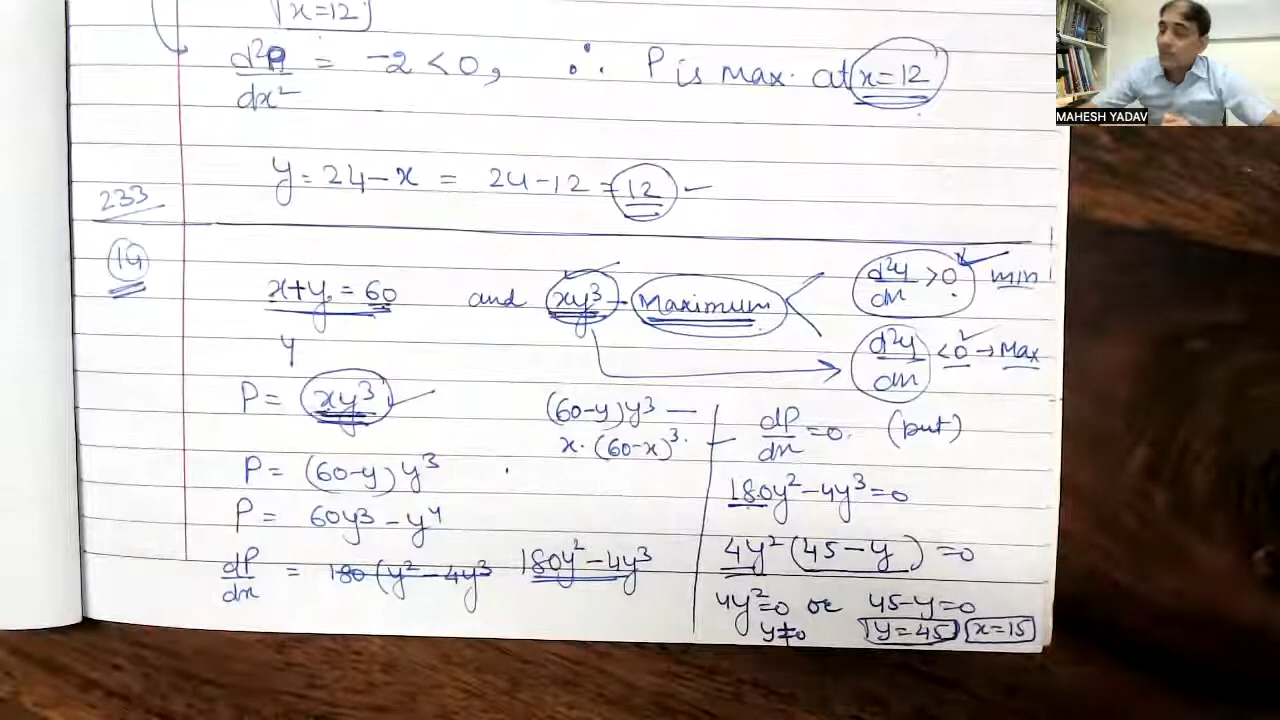 x=12
MAHESH YADAV
d²P/dx² = -2 < 0, ∴ P is max. at x=12
y = 24-x = 24-12 = 12
233
14
x+y = 60 and xy³ - Maximum
d²y/dx >0 min
y
d²y/dx <0 → Max
P = xy³
(60-y)y³ —
x·(60-x)³·
dP/dx =0. (put)
P = (60-y)y³
180y²-4y³=0
P = 60y³-y⁴
4y²(45-y)=0
dP/dx = 180(y²-4y³ 180y²-4y³
4y²=0 or 45-y=0
y≠0 y=45 x=15